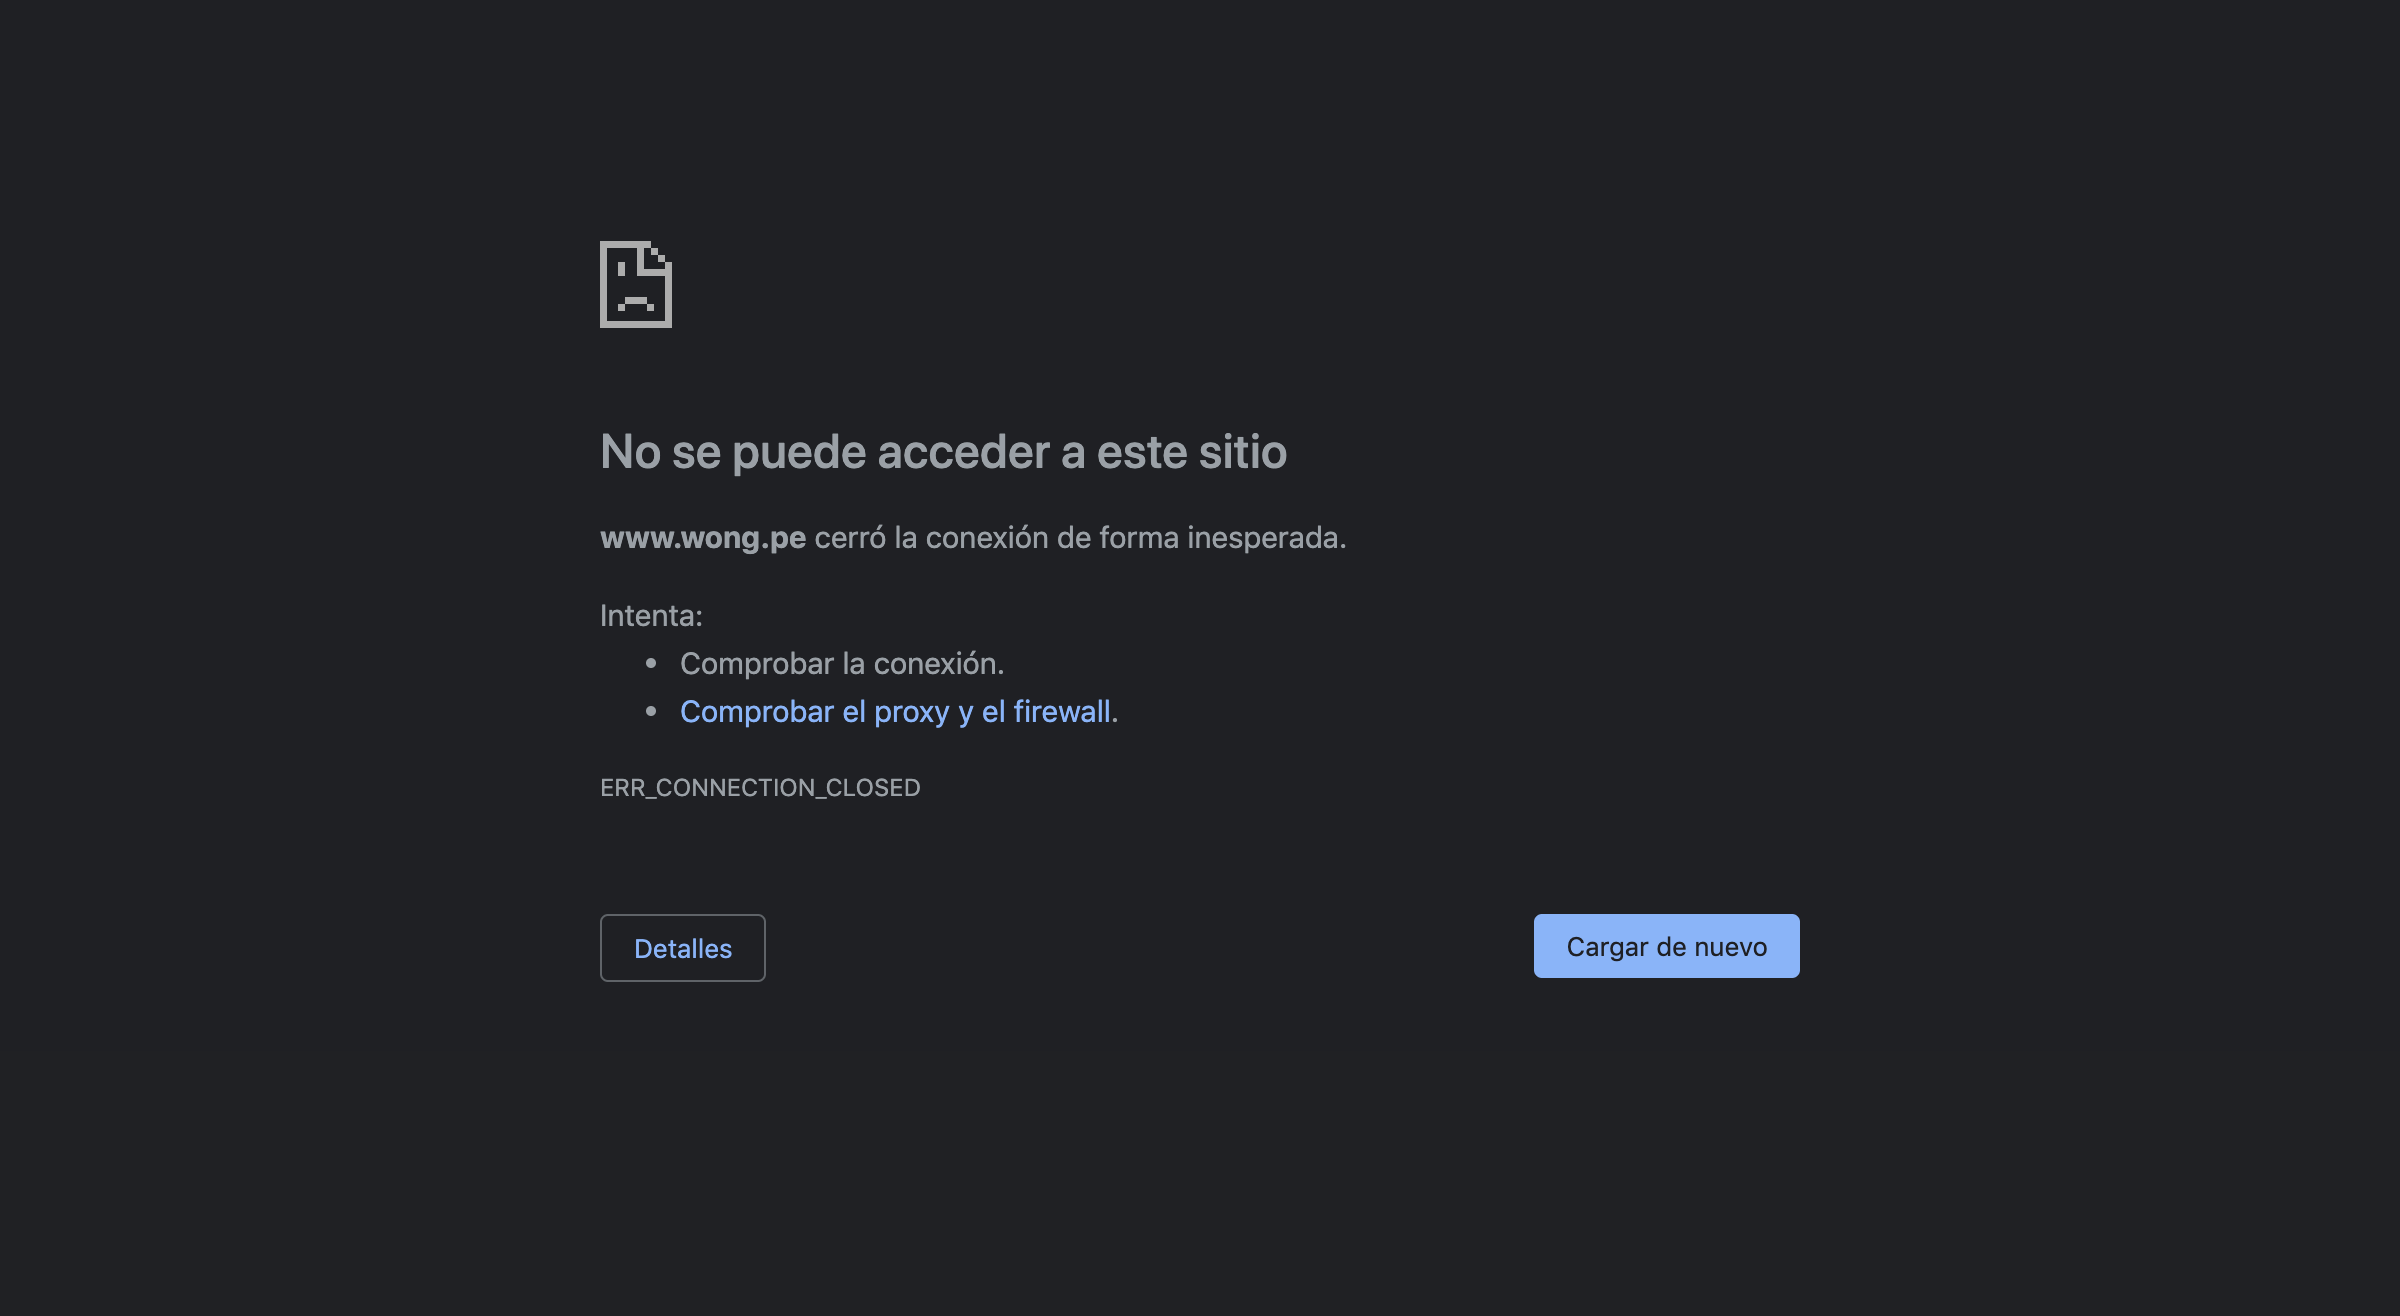 No se puede acceder a este sitio
www.wong.pe cerró la conexión de forma inesperada.
Intenta:
• Comprobar la conexión.
• Comprobar el proxy y el firewall.
ERR_CONNECTION_CLOSED
Detalles
Cargar de nuevo